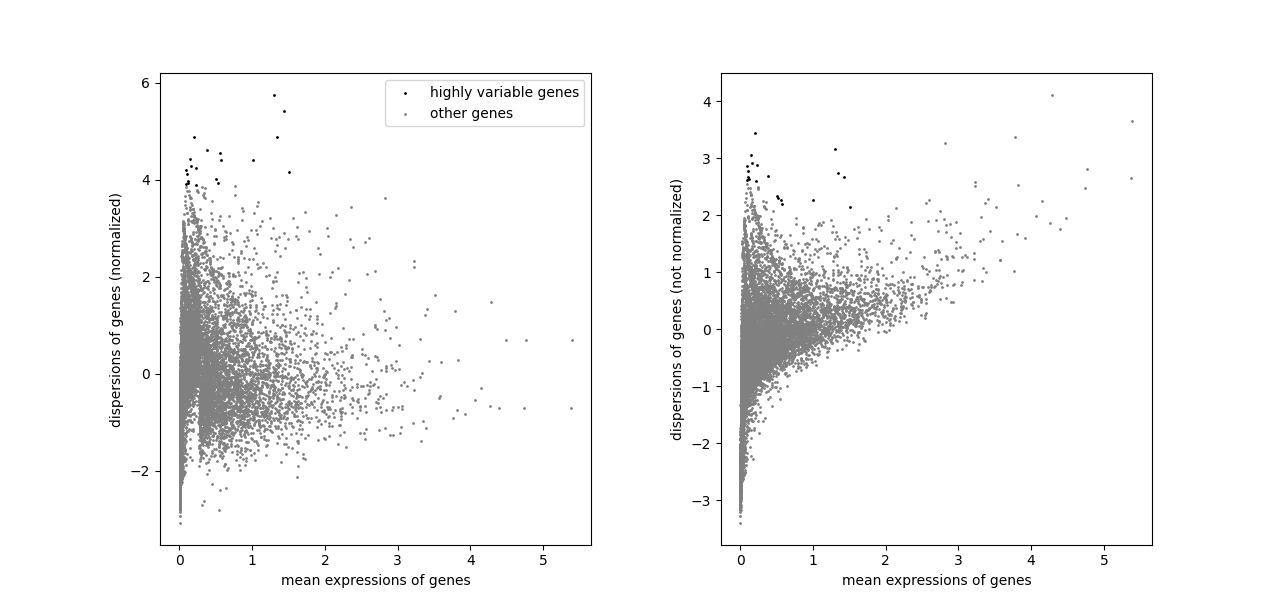 highly variable genes
other genes
6
4
2
0
−2
dispersions of genes (normalized)
0 1 2 3 4 5
mean expressions of genes
4
3
2
1
0
−1
−2
−3
dispersions of genes (not normalized)
0 1 2 3 4 5
mean expressions of genes